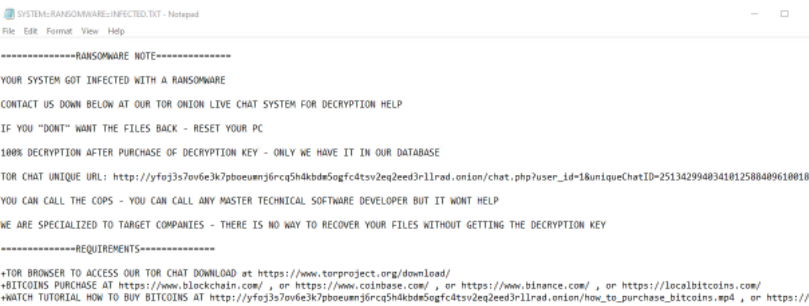 SYSTEM=RANSOMWARE=INFECTED.TXT - Notepad
File Edit Format View Help
==============RANSOMWARE NOTE==============
YOUR SYSTEM GOT INFECTED WITH A RANSOMWARE
CONTACT US DOWN BELOW AT OUR TOR ONION LIVE CHAT SYSTEM FOR DECRYPTION HELP
IF YOU "DONT" WANT THE FILES BACK - RESET YOUR PC
100% DECRYPTION AFTER PURCHASE OF DECRYPTION KEY - ONLY WE HAVE IT IN OUR DATABASE
TOR CHAT UNIQUE URL: http://yfoj3s7ov6e3k7pboeumnj6rcq5h4kbdm5ogfc4tsv2eq2eed3rllrad.onion/chat.php?user_id=1&uniqueChatID=2513429940341012588409610018
YOU CAN CALL THE COPS - YOU CAN CALL ANY MASTER TECHNICAL SOFTWARE DEVELOPER BUT IT WONT HELP
WE ARE SPECIALIZED TO TARGET COMPANIES - THERE IS NO WAY TO RECOVER YOUR FILES WITHOUT GETTING THE DECRYPTION KEY
==============REQUIREMENTS==============
+TOR BROWSER TO ACCESS OUR TOR CHAT DOWNLOAD at https://www.torproject.org/download/
+BITCOINS PURCHASE AT https://www.blockchain.com/ , or https://www.coinbase.com/ , or https://www.binance.com/ , or https://localbitcoins.com/
+WATCH TUTORIAL HOW TO BUY BITCOINS AT http://yfoj3s7ov6e3k7pboeumnj6rcq5h4kbdm5ogfc4tsv2eq2eed3rllrad.onion/how_to_purchase_bitcoins.mp4 , or https:/